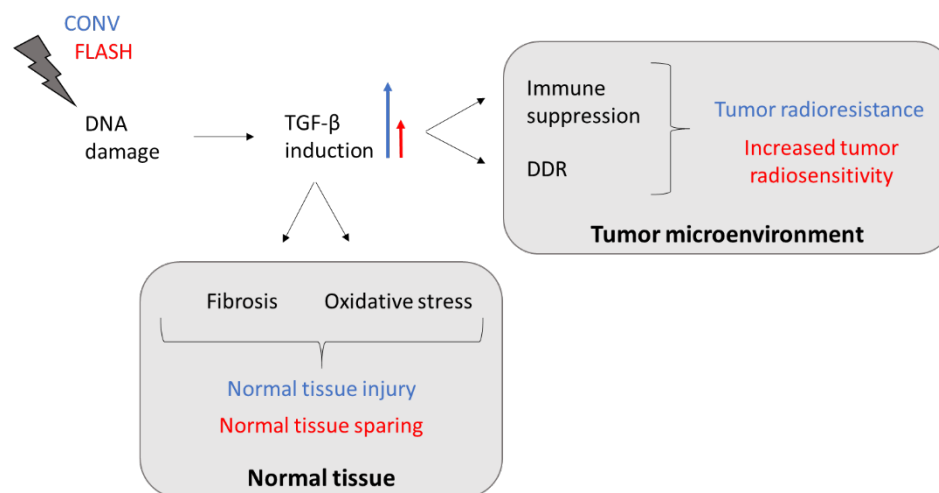 CONV
FLASH
DNA
damage
TGF-β
induction
Immune
suppression
DDR
Tumor radioresistance
Increased tumor
radiosensitivity
Tumor microenvironment
Fibrosis
Oxidative stress
Normal tissue injury
Normal tissue sparing
Normal tissue